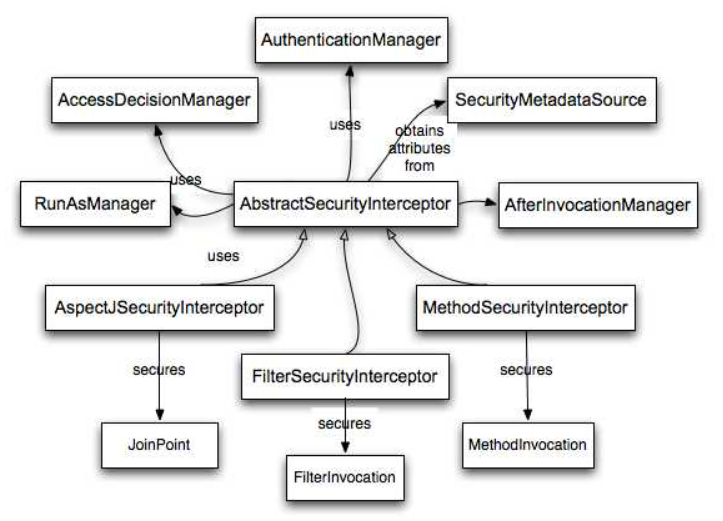 AuthenticationManager
AccessDecisionManager
SecurityMetadataSource
uses
obtains
attributes
from
uses
RunAsManager
AbstractSecurityInterceptor
AfterInvocationManager
uses
AspectJSecurityInterceptor
MethodSecurityInterceptor
secures
FilterSecurityInterceptor
secures
secures
JoinPoint
MethodInvocation
FilterInvocation